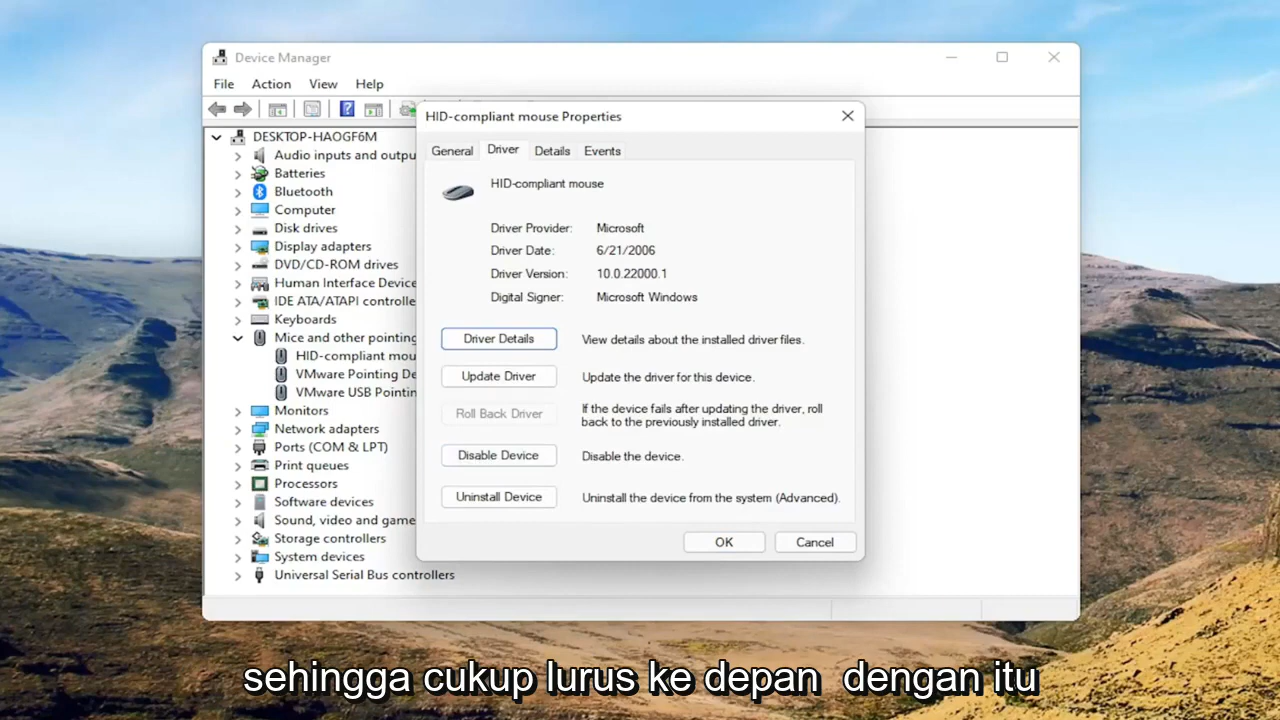 Device Manager
File Action View Help
DESKTOP-HAOGF6M
Audio inputs and outpu
Batteries
Bluetooth
Computer
Disk drives
Display adapters
DVD/CD-ROM drives
Human Interface Device
IDE ATA/ATAPI controlle
Keyboards
Mice and other pointing
HID-compliant mou
VMware Pointing De
VMware USB Pointin
Monitors
Network adapters
Ports (COM & LPT)
Print queues
Processors
Software devices
Sound, video and game
Storage controllers
System devices
Universal Serial Bus controllers
HID-compliant mouse Properties
General Driver Details Events
HID-compliant mouse
Driver Provider: Microsoft
Driver Date: 6/21/2006
Driver Version: 10.0.22000.1
Digital Signer: Microsoft Windows
Driver Details View details about the installed driver files.
Update Driver Update the driver for this device.
Roll Back Driver If the device fails after updating the driver, roll
back to the previously installed driver.
Disable Device Disable the device.
Uninstall Device Uninstall the device from the system (Advanced).
OK Cancel
sehingga cukup lurus ke depan dengan itu